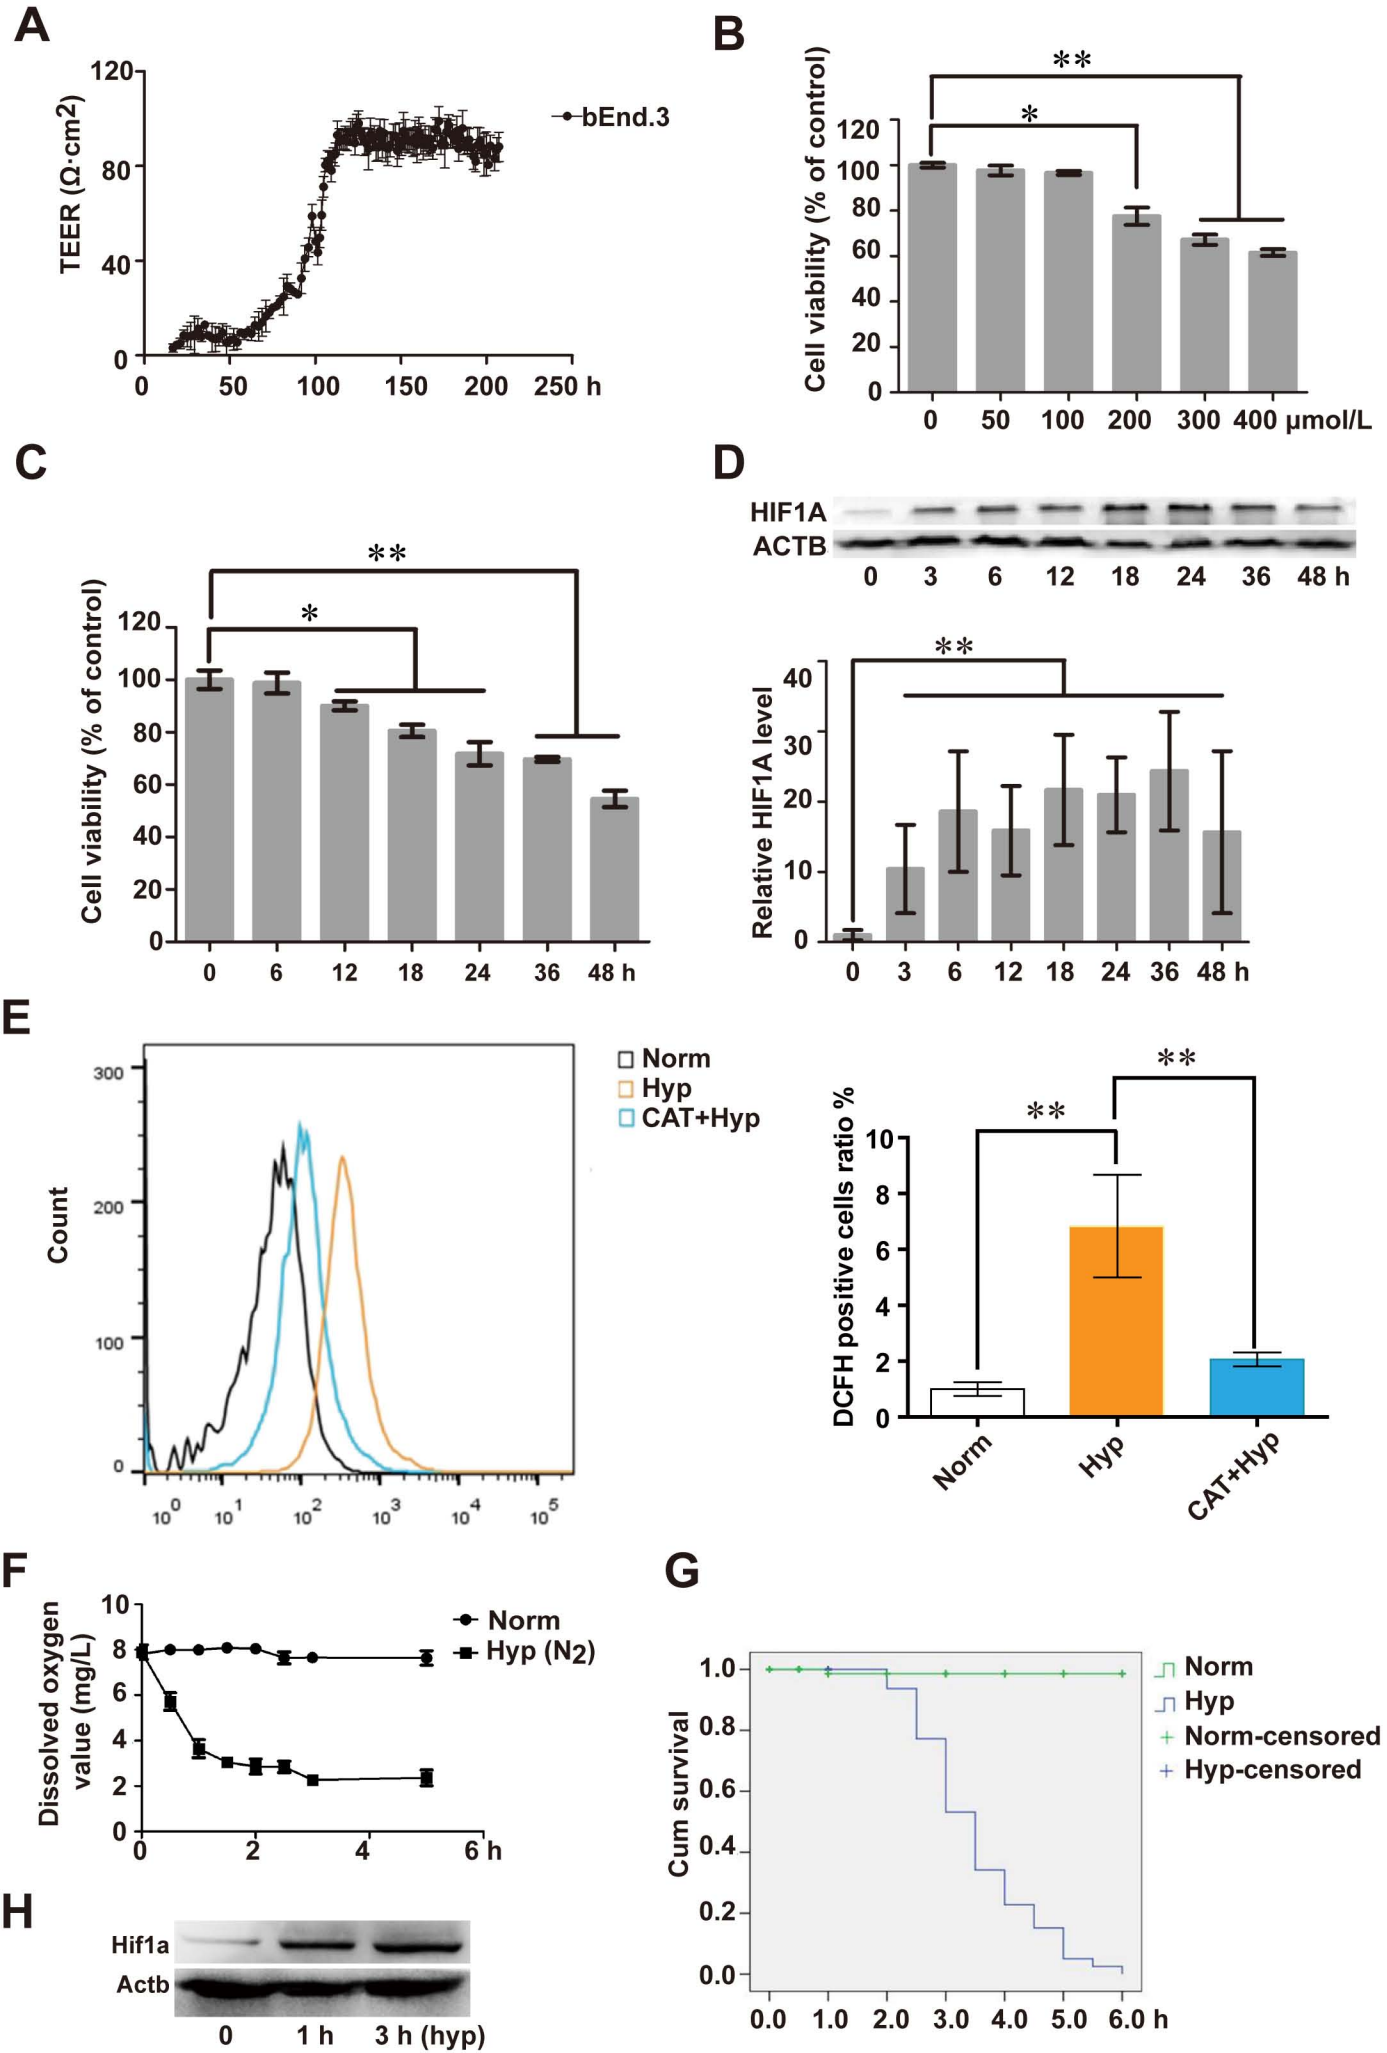 A
120
80
40
0
TEER (Ω·cm2)
0 50 100 150 200 250 h
bEnd.3
B
**
*
120
100
80
60
40
20
0
Cell viability (% of control)
0 50 100 200 300 400 µmol/L
C
**
*
120
100
80
60
40
20
0
Cell viability (% of control)
0 6 12 18 24 36 48 h
D
HIF1A
ACTB
0 3 6 12 18 24 36 48 h
**
40
30
20
10
0
Relative HIF1A level
0 3 6 12 18 24 36 48 h
E
300
200
100
0
Count
10^0 10^1 10^2 10^3 10^4 10^5
Norm
Hyp
CAT+Hyp
**
**
10
8
6
4
2
0
DCFH positive cells ratio %
Norm
Hyp
CAT+Hyp
F
10
8
6
4
2
0
Dissolved oxygen
value (mg/L)
0 2 4 6 h
Norm
Hyp (N2)
G
1.0
0.8
0.6
0.4
0.2
0.0
Cum survival
0.0 1.0 2.0 3.0 4.0 5.0 6.0 h
Norm
Hyp
Norm-censored
Hyp-censored
H
Hif1a
Actb
0 1 h 3 h (hyp)